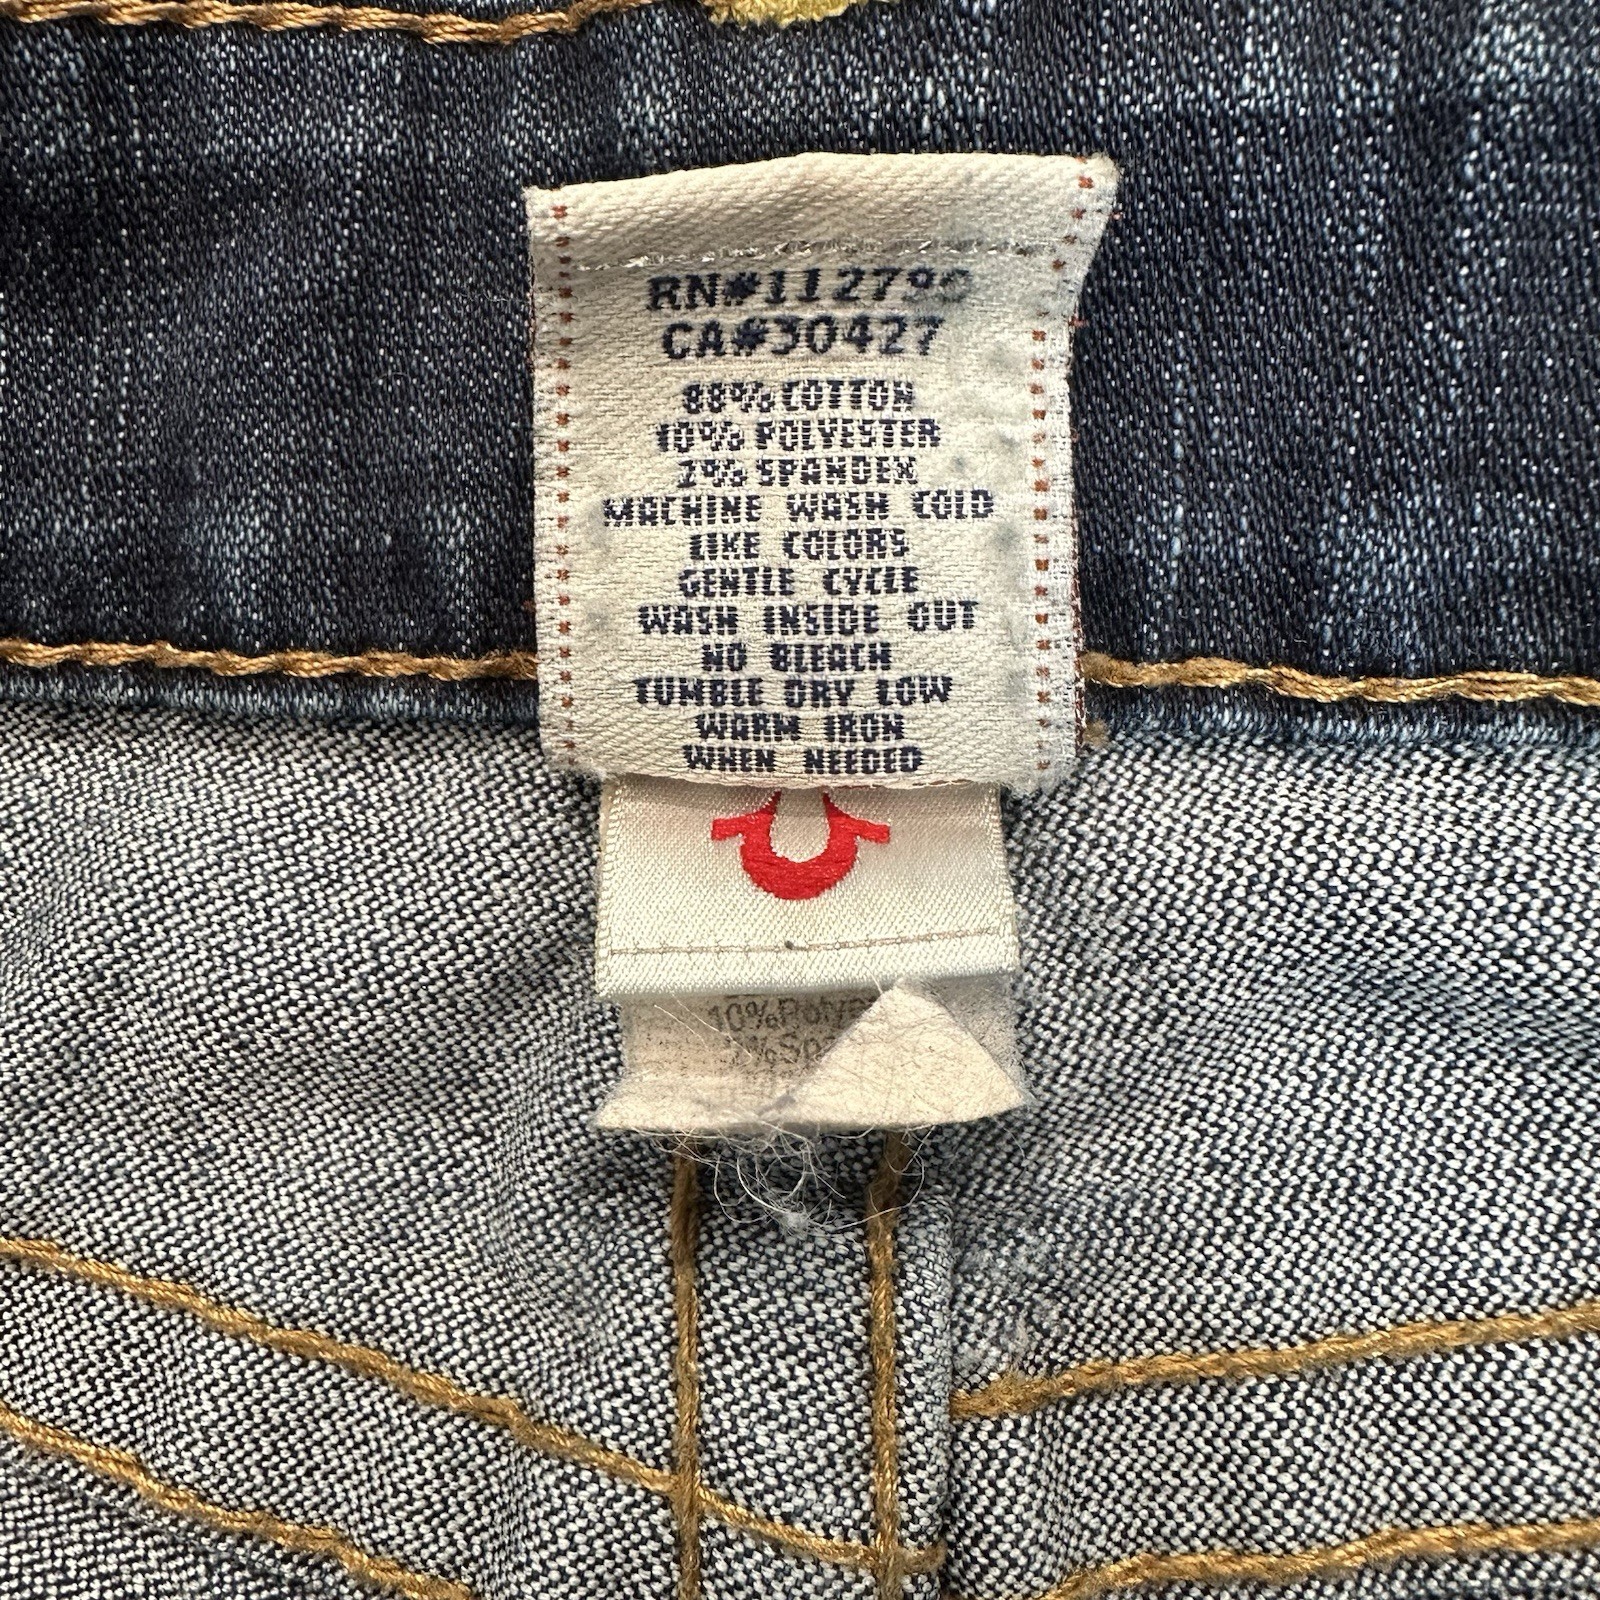 RN#112790
CA#30427
88% COTTON
10% POLYESTER
2% SPANDEX
MACHINE WASH COLD
LIKE COLORS
GENTLE CYCLE
WASH INSIDE OUT
NO BLEACH
TUMBLE DRY LOW
WARM IRON
WHEN NEEDED
10%Polye